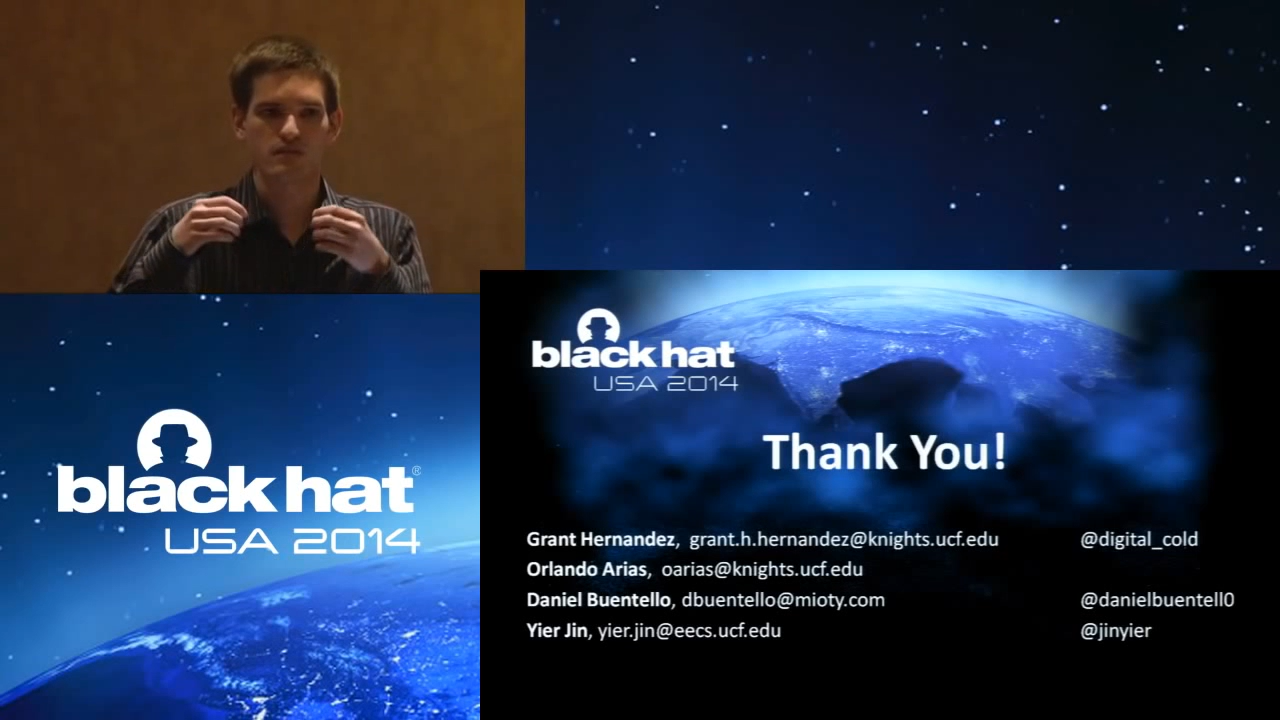 black hat®
USA 2014
black hat
USA 2014
Thank You!
Grant Hernandez, grant.h.hernandez@knights.ucf.edu @digital_cold
Orlando Arias, oarias@knights.ucf.edu
Daniel Buentello, dbuentello@mioty.com @danielbuentell0
Yier Jin, yier.jin@eecs.ucf.edu @jinyier